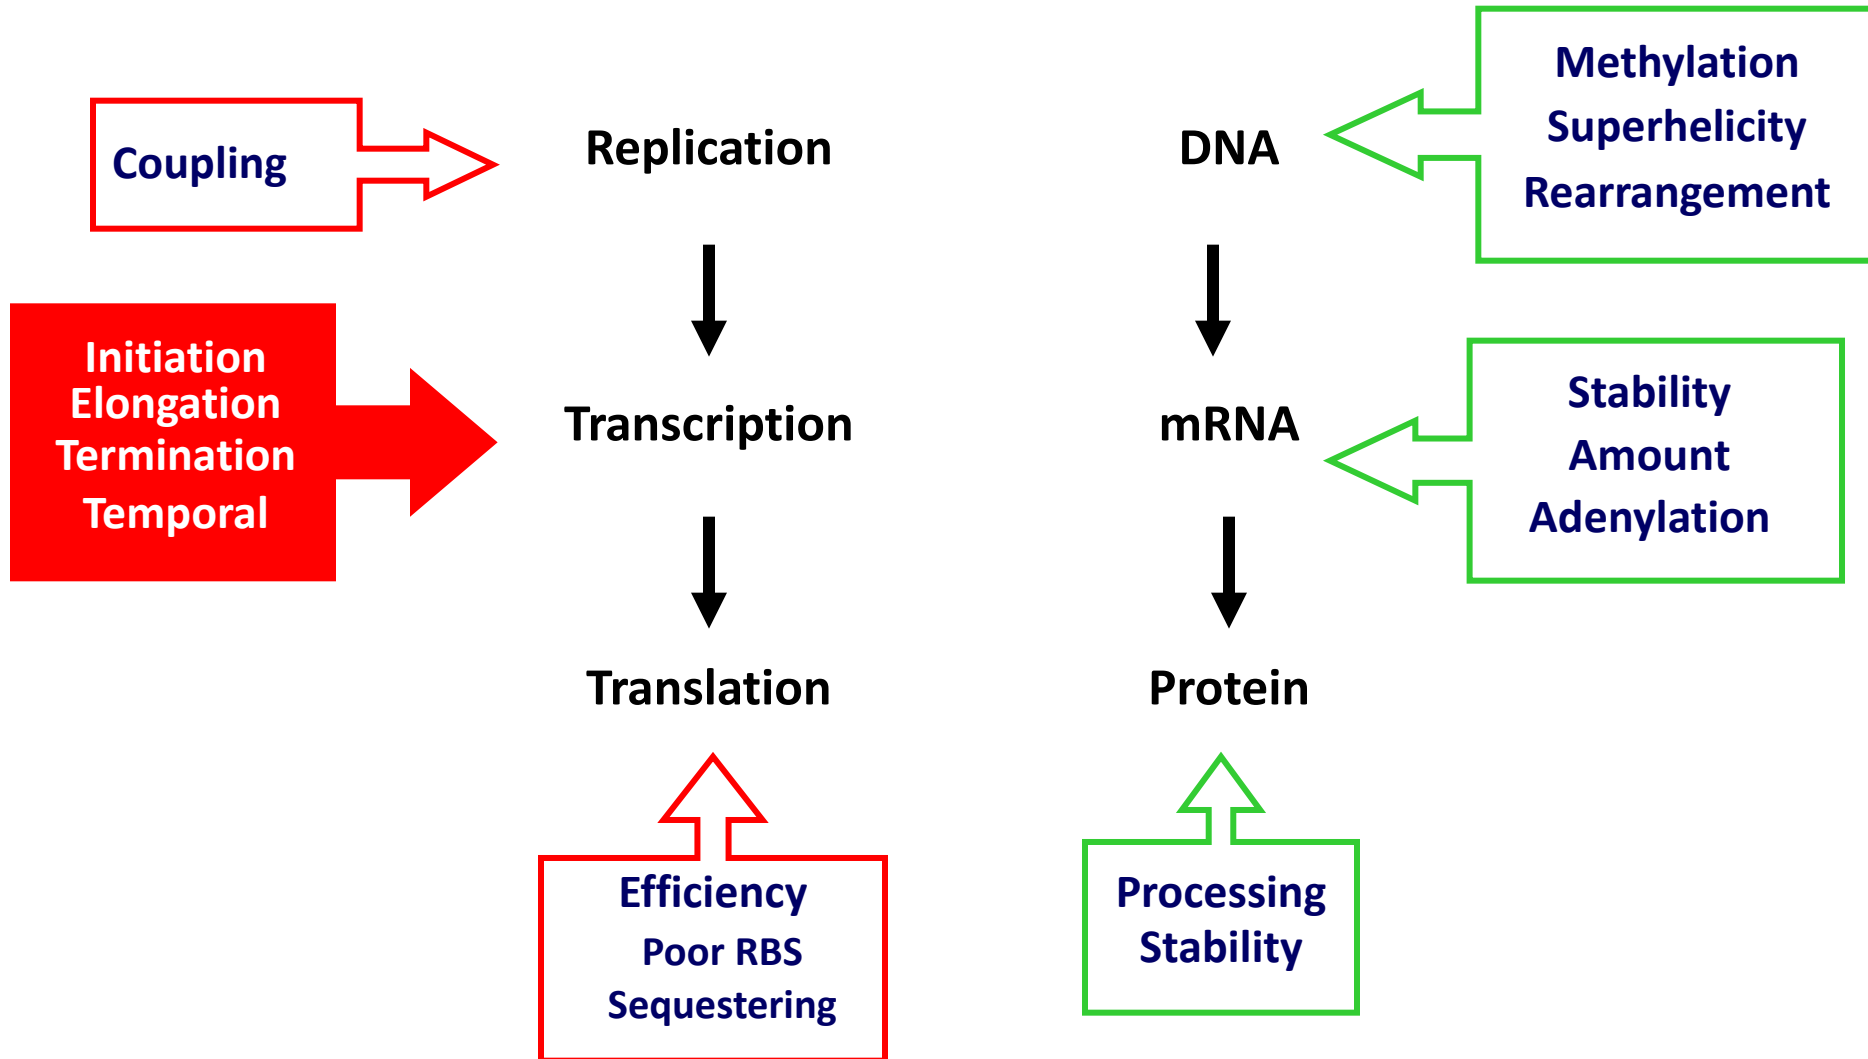 Coupling
Replication
DNA
Methylation
Superhelicity
Rearrangement
Initiation
Elongation
Termination
Temporal
Transcription
mRNA
Stability
Amount
Adenylation
Translation
Protein
Efficiency
Poor RBS
Sequestering
Processing
Stability